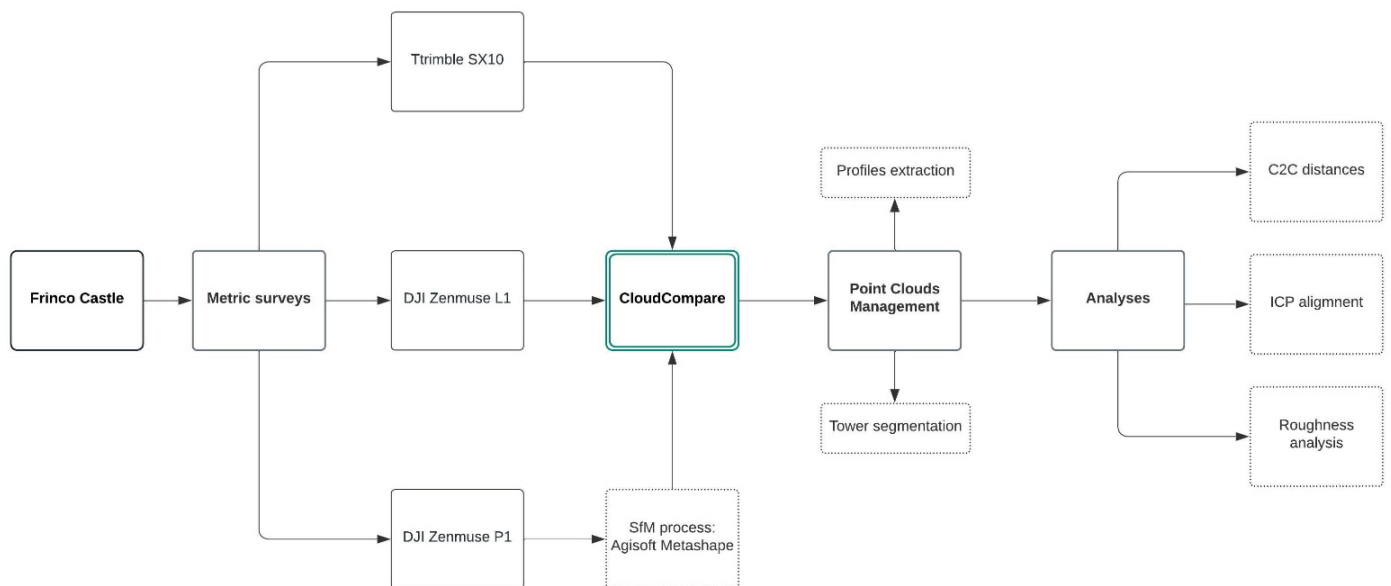 Ttrimble SX10
Profiles extraction
C2C distances
Frinco Castle
Metric surveys
DJI Zenmuse L1
CloudCompare
Point Clouds
Management
Analyses
ICP aligmnent
Tower segmentation
Roughness
analysis
DJI Zenmuse P1
SfM process:
Agisoft Metashape